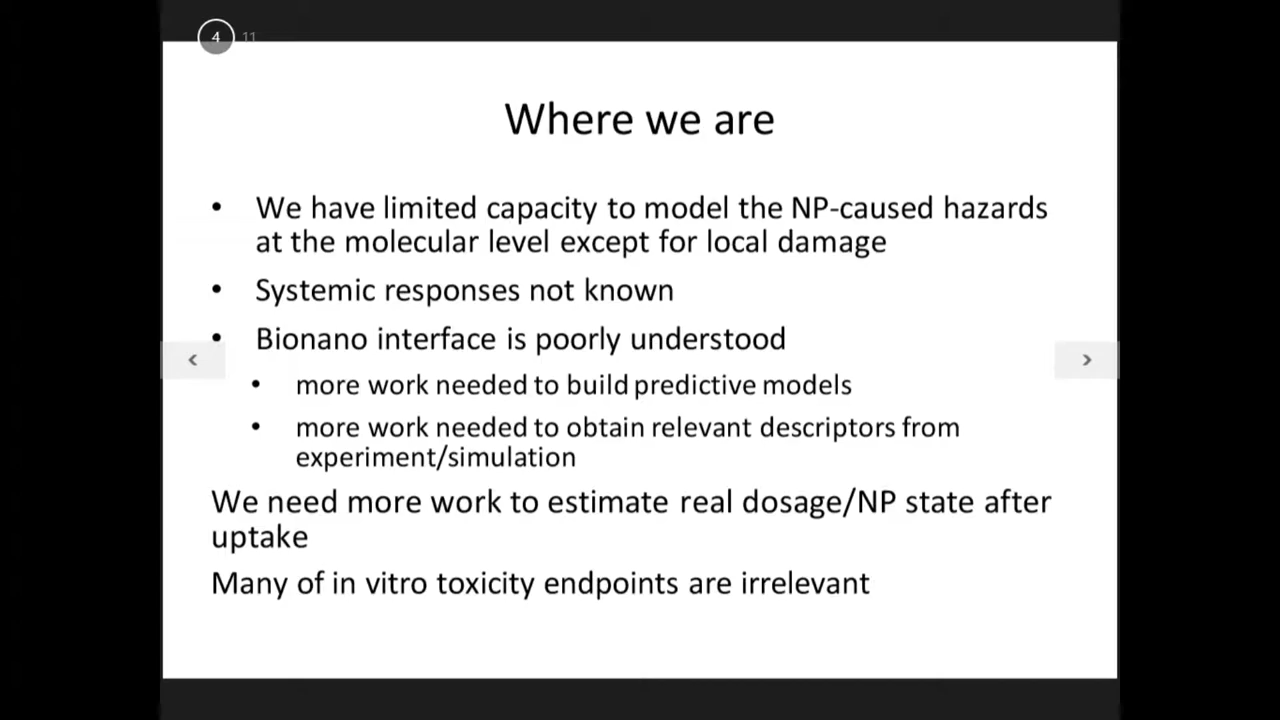 4 11
Where we are
• We have limited capacity to model the NP-caused hazards
at the molecular level except for local damage
• Systemic responses not known
• Bionano interface is poorly understood
• more work needed to build predictive models
• more work needed to obtain relevant descriptors from
experiment/simulation
We need more work to estimate real dosage/NP state after
uptake
Many of in vitro toxicity endpoints are irrelevant